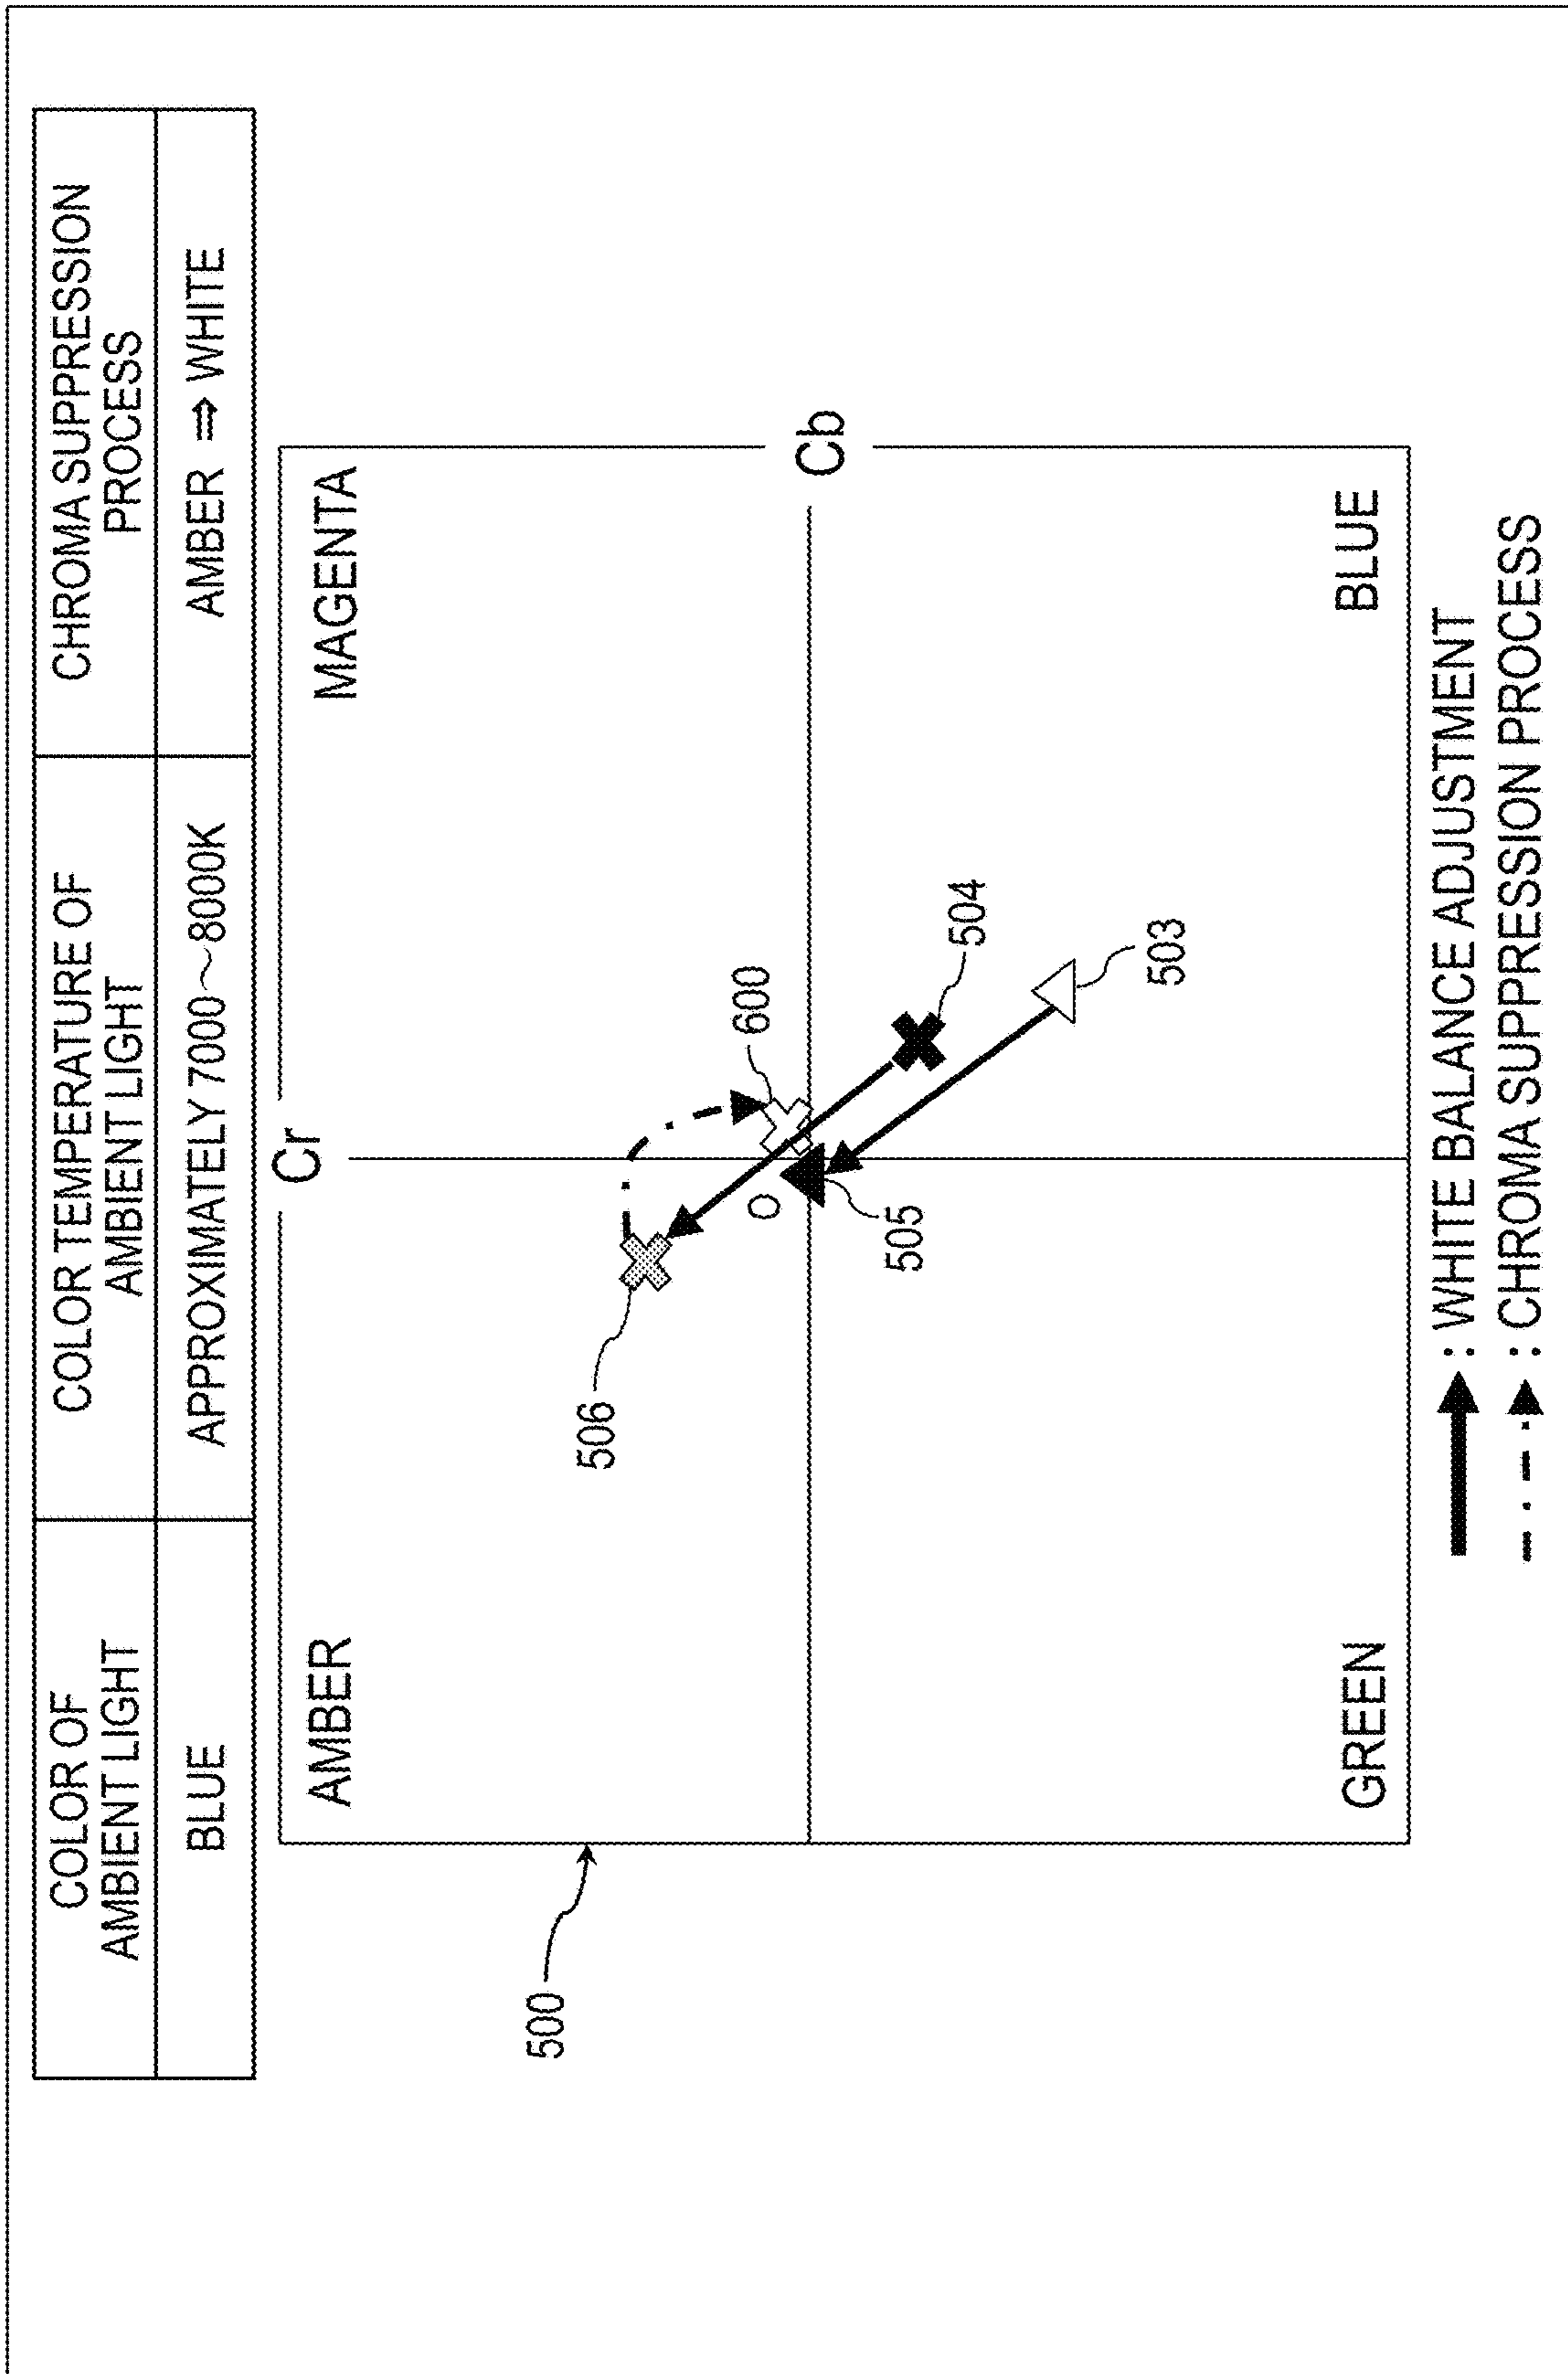 COLOR OF
AMBIENT LIGHT
COLOR TEMPERATURE OF
AMBIENT LIGHT
CHROMA SUPPRESSION
PROCESS
BLUE
APPROXIMATELY 7000～8000K
AMBER ⇒ WHITE
500
Cr
AMBER
MAGENTA
506
600
O
Cb
505
504
503
GREEN
BLUE
: WHITE BALANCE ADJUSTMENT
: CHROMA SUPPRESSION PROCESS